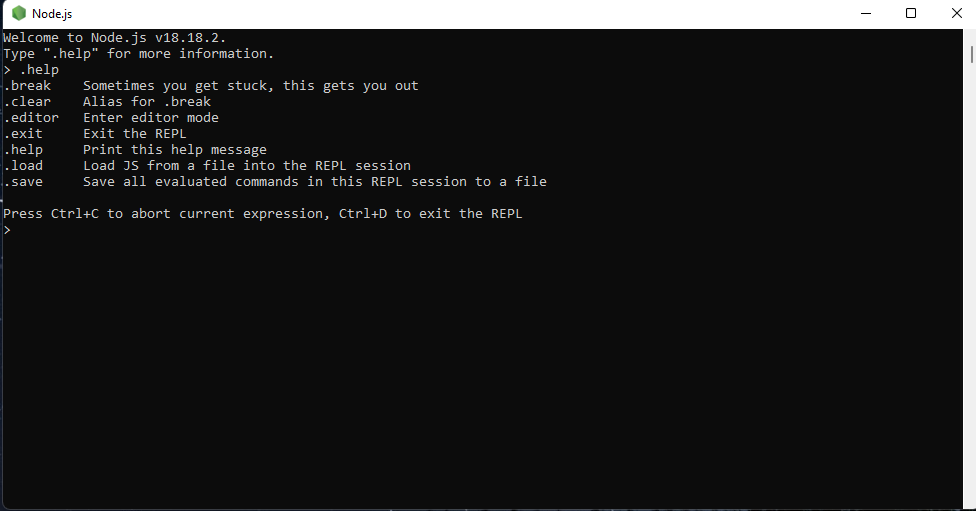 Node.js
Welcome to Node.js v18.18.2.
Type ".help" for more information.
> .help
.break    Sometimes you get stuck, this gets you out
.clear    Alias for .break
.editor   Enter editor mode
.exit     Exit the REPL
.help     Print this help message
.load     Load JS from a file into the REPL session
.save     Save all evaluated commands in this REPL session to a file
Press Ctrl+C to abort current expression, Ctrl+D to exit the REPL
>